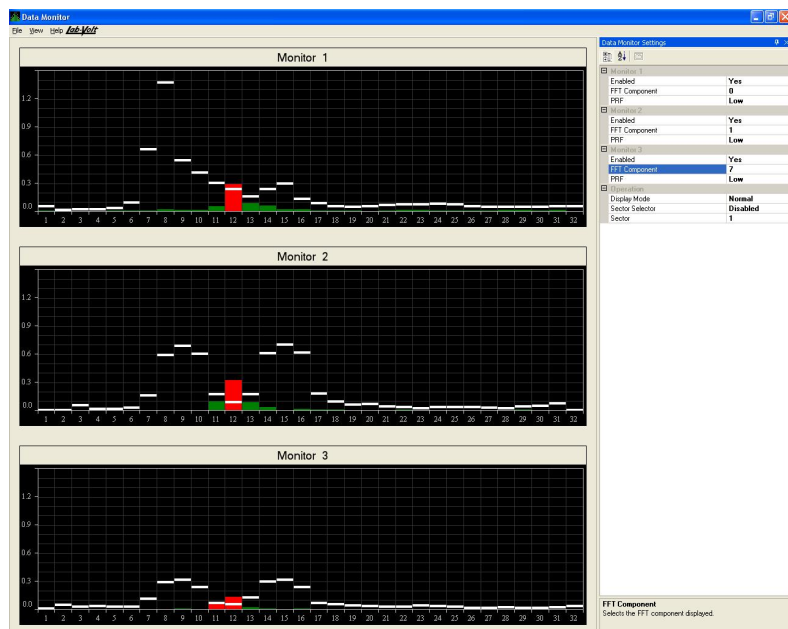 Data Monitor
File View Help Lab-Volt
Monitor 1
1.2
0.9
0.6
0.3
0.0
1 2 3 4 5 6 7 8 9 10 11 12 13 14 15 16 17 18 19 20 21 22 23 24 25 26 27 28 29 30 31 32
Monitor 2
1.2
0.9
0.6
0.3
0.0
1 2 3 4 5 6 7 8 9 10 11 12 13 14 15 16 17 18 19 20 21 22 23 24 25 26 27 28 29 30 31 32
Monitor 3
1.2
0.9
0.6
0.3
0.0
1 2 3 4 5 6 7 8 9 10 11 12 13 14 15 16 17 18 19 20 21 22 23 24 25 26 27 28 29 30 31 32
Data Monitor Settings
Monitor 1
Enabled Yes
FFT Component 0
PRF Low
Monitor 2
Enabled Yes
FFT Component 1
PRF Low
Monitor 3
Enabled Yes
FFT Component 7
PRF Low
Operation
Display Mode Normal
Sector Selector Disabled
Sector 1
FFT Component
Selects the FFT component displayed.